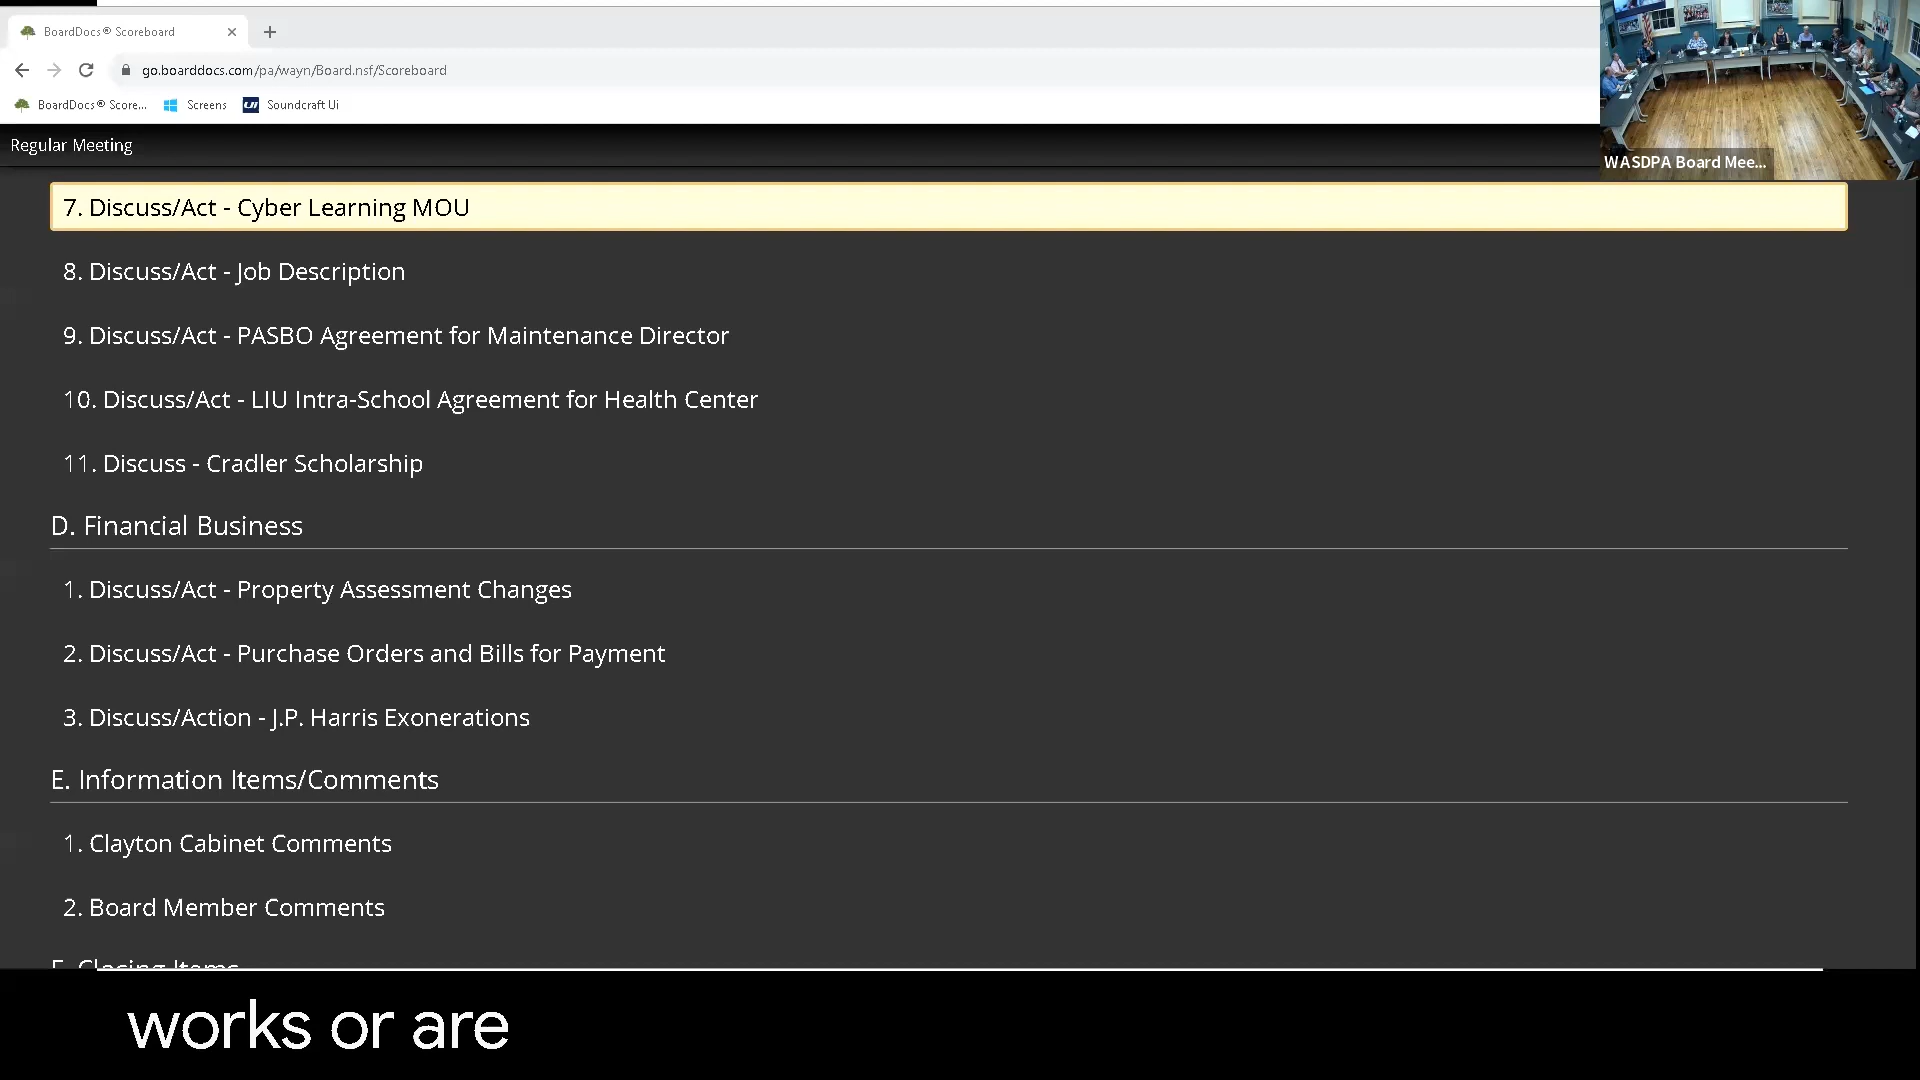 BoardDocs® Scoreboard
go.boarddocs.com/pa/wayn/Board.nsf/Scoreboard
BoardDocs® Score... Screens Soundcraft Ui
Regular Meeting
WASDPA Board Mee...
7. Discuss/Act - Cyber Learning MOU
8. Discuss/Act - Job Description
9. Discuss/Act - PASBO Agreement for Maintenance Director
10. Discuss/Act - LIU Intra-School Agreement for Health Center
11. Discuss - Cradler Scholarship
D. Financial Business
1. Discuss/Act - Property Assessment Changes
2. Discuss/Act - Purchase Orders and Bills for Payment
3. Discuss/Action - J.P. Harris Exonerations
E. Information Items/Comments
1. Clayton Cabinet Comments
2. Board Member Comments
F. Closing Items
works or are